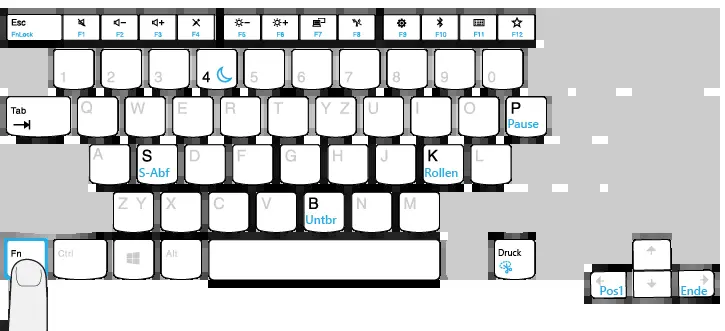 Esc
FnLock F1 F2 F3 F4 F5 F6 F7 F8 F9 F10 F11 F12
1 2 3 4 5 6 7 8 9 0
Tab Q W E R T Y Z U I O P
Pause
A S D F G H J K L
S-Abf Rollen
Z Y X C V B N M
Untbr
Fn Ctrl Alt Druck
Pos1 Ende